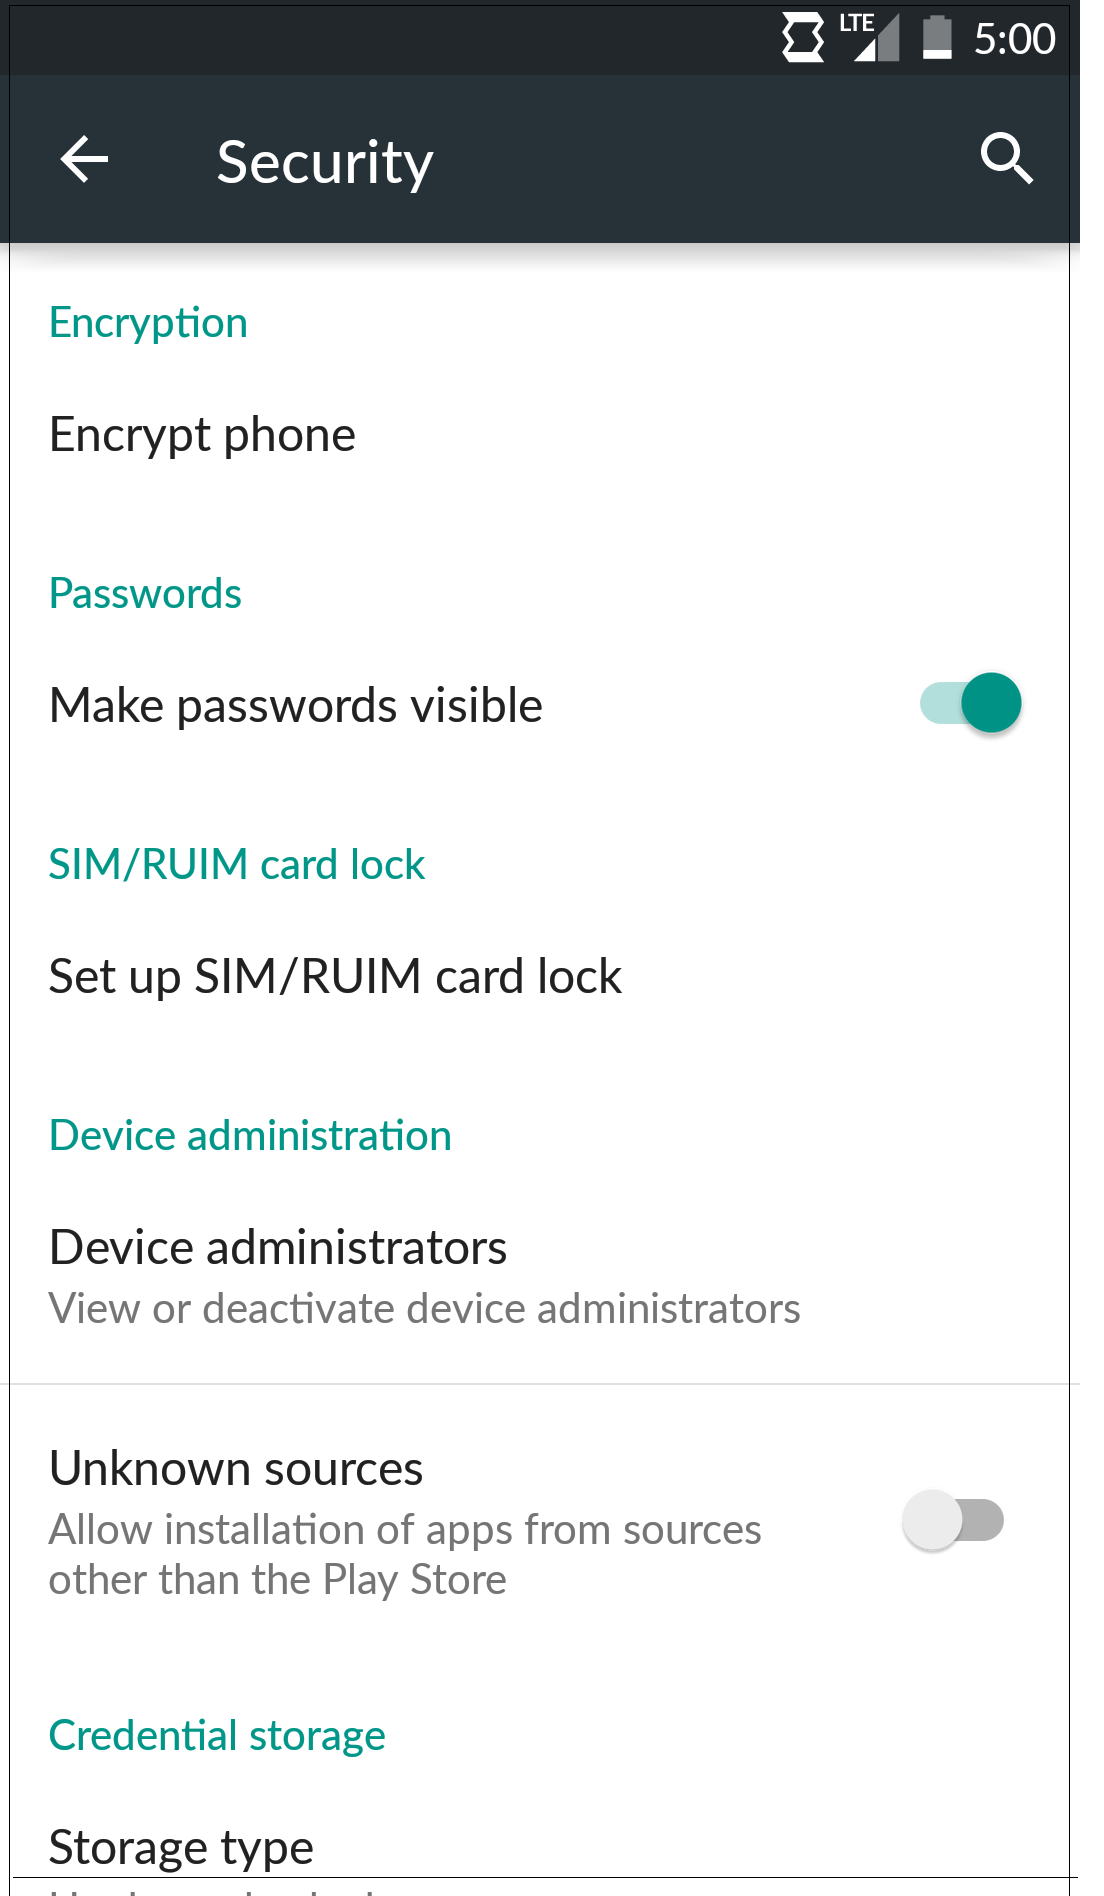 LTE 5:00
Security
Encryption
Encrypt phone
Passwords
Make passwords visible
SIM/RUIM card lock
Set up SIM/RUIM card lock
Device administration
Device administrators
View or deactivate device administrators
Unknown sources
Allow installation of apps from sources
other than the Play Store
Credential storage
Storage type